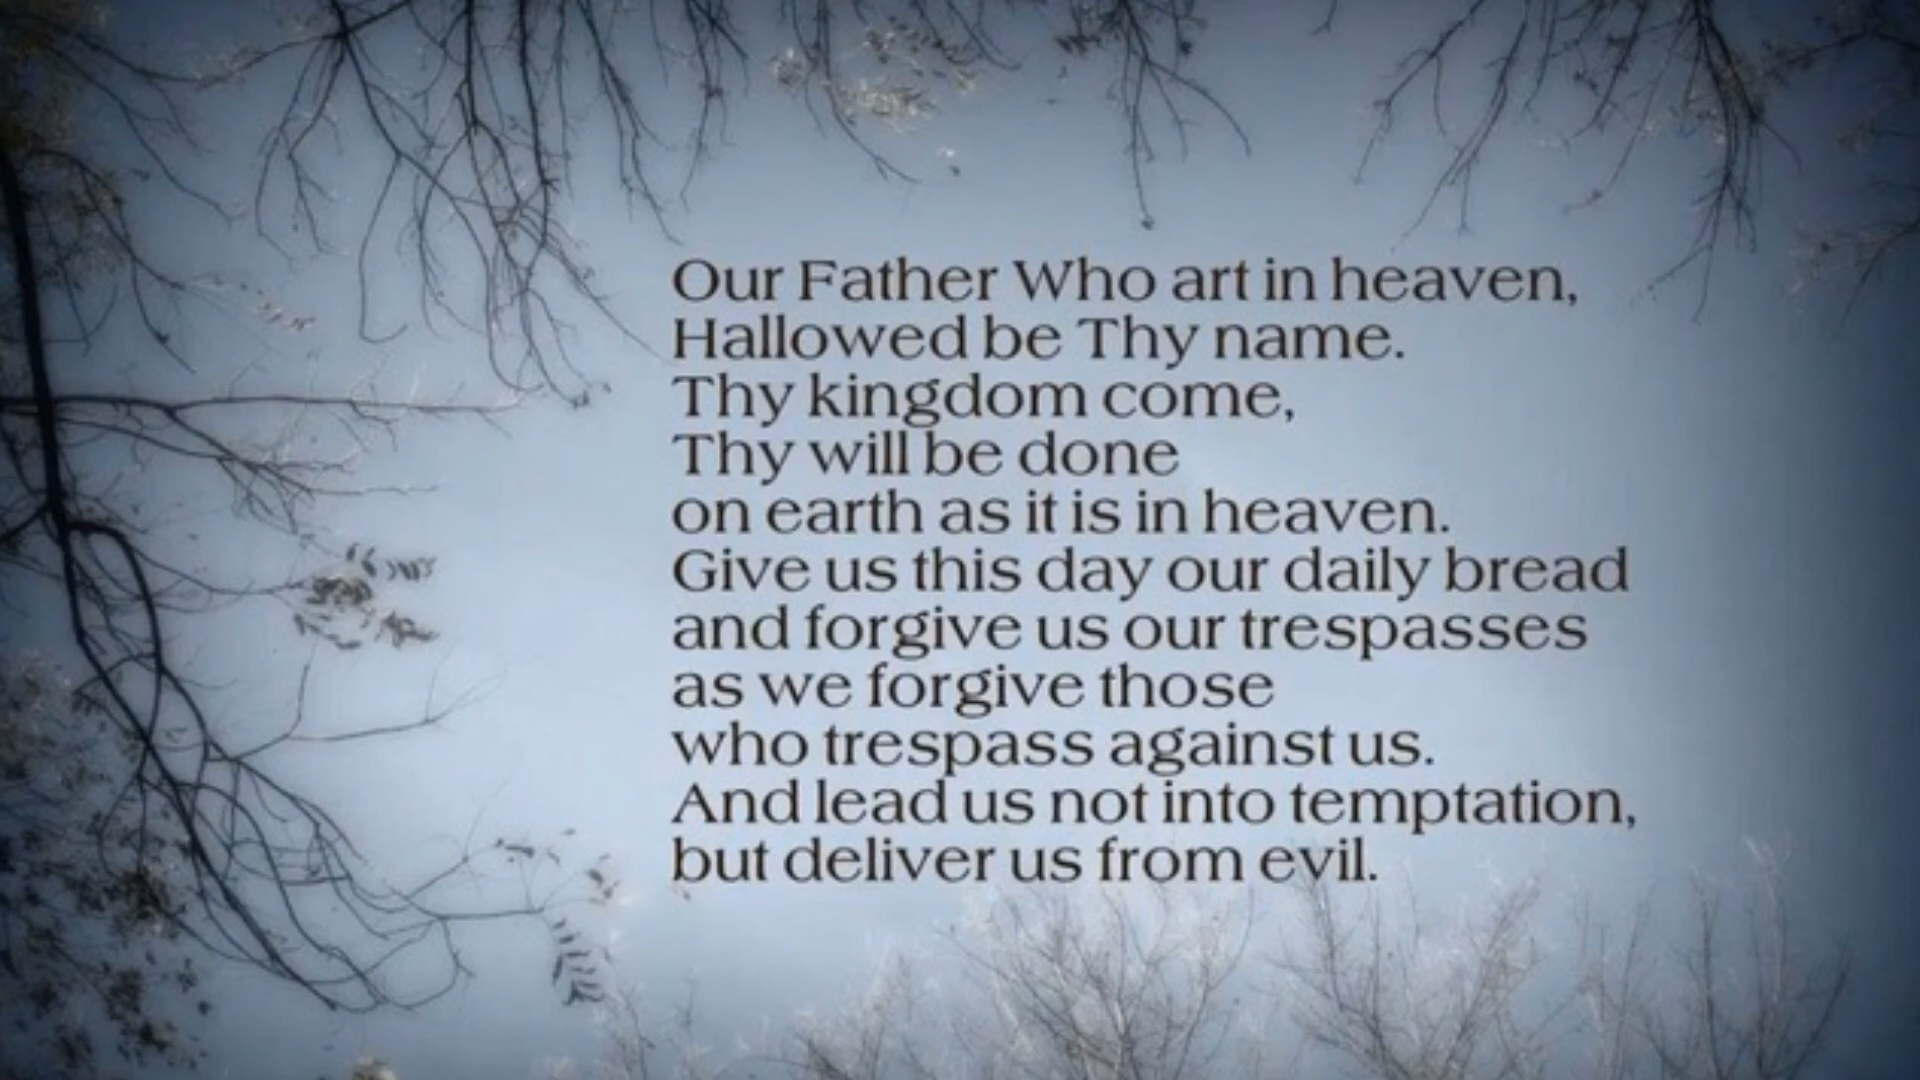 Our Father Who art in heaven,
Hallowed be Thy name.
Thy kingdom come,
Thy will be done
on earth as it is in heaven.
Give us this day our daily bread
and forgive us our trespasses
as we forgive those
who trespass against us.
And lead us not into temptation,
but deliver us from evil.